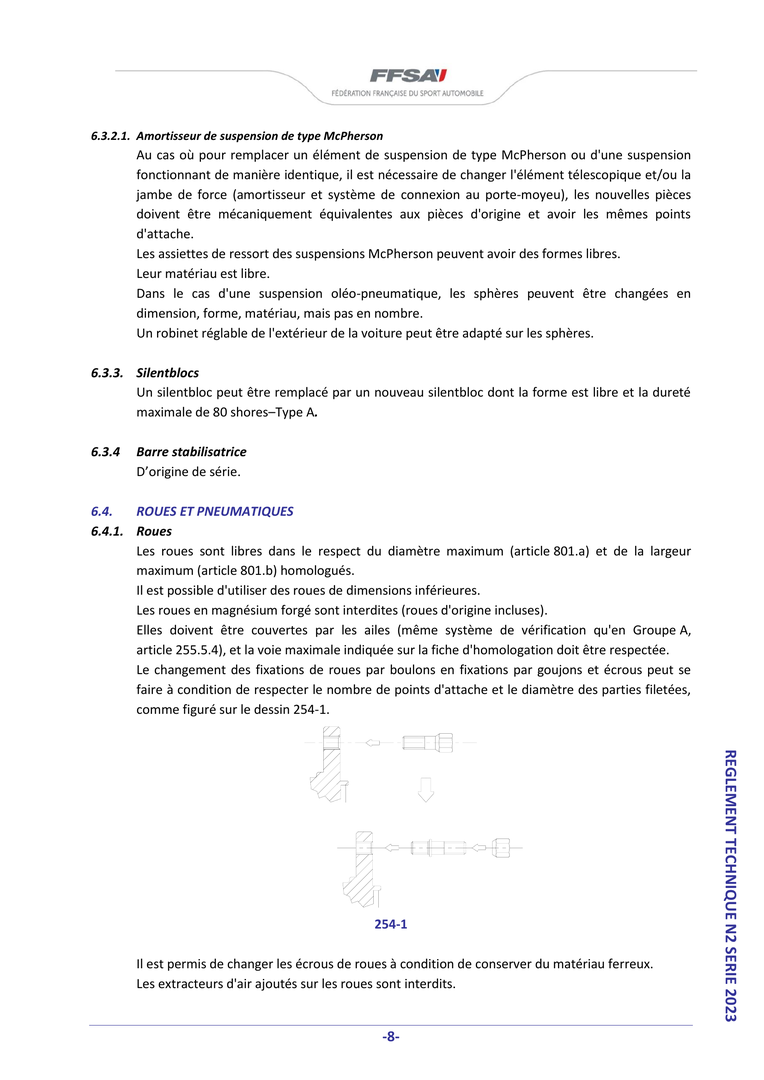 FFSA
FÉDÉRATION FRANÇAISE DU SPORT AUTOMOBILE
6.3.2.1. Amortisseur de suspension de type McPherson
Au cas où pour remplacer un élément de suspension de type McPherson ou d'une suspension
fonctionnant de manière identique, il est nécessaire de changer l'élément télescopique et/ou la
jambe de force (amortisseur et système de connexion au porte-moyeu), les nouvelles pièces
doivent être mécaniquement équivalentes aux pièces d'origine et avoir les mêmes points
d'attache.
Les assiettes de ressort des suspensions McPherson peuvent avoir des formes libres.
Leur matériau est libre.
Dans le cas d'une suspension oléo-pneumatique, les sphères peuvent être changées en
dimension, forme, matériau, mais pas en nombre.
Un robinet réglable de l'extérieur de la voiture peut être adapté sur les sphères.
6.3.3. Silentblocs
Un silentbloc peut être remplacé par un nouveau silentbloc dont la forme est libre et la dureté
maximale de 80 shores–Type A.
6.3.4 Barre stabilisatrice
D’origine de série.
6.4. ROUES ET PNEUMATIQUES
6.4.1. Roues
Les roues sont libres dans le respect du diamètre maximum (article 801.a) et de la largeur
maximum (article 801.b) homologués.
Il est possible d'utiliser des roues de dimensions inférieures.
Les roues en magnésium forgé sont interdites (roues d'origine incluses).
Elles doivent être couvertes par les ailes (même système de vérification qu'en Groupe A,
article 255.5.4), et la voie maximale indiquée sur la fiche d'homologation doit être respectée.
Le changement des fixations de roues par boulons en fixations par goujons et écrous peut se
faire à condition de respecter le nombre de points d'attache et le diamètre des parties filetées,
comme figuré sur le dessin 254-1.
254-1
Il est permis de changer les écrous de roues à condition de conserver du matériau ferreux.
Les extracteurs d'air ajoutés sur les roues sont interdits.
-8-
REGLEMENT TECHNIQUE N2 SERIE 2023